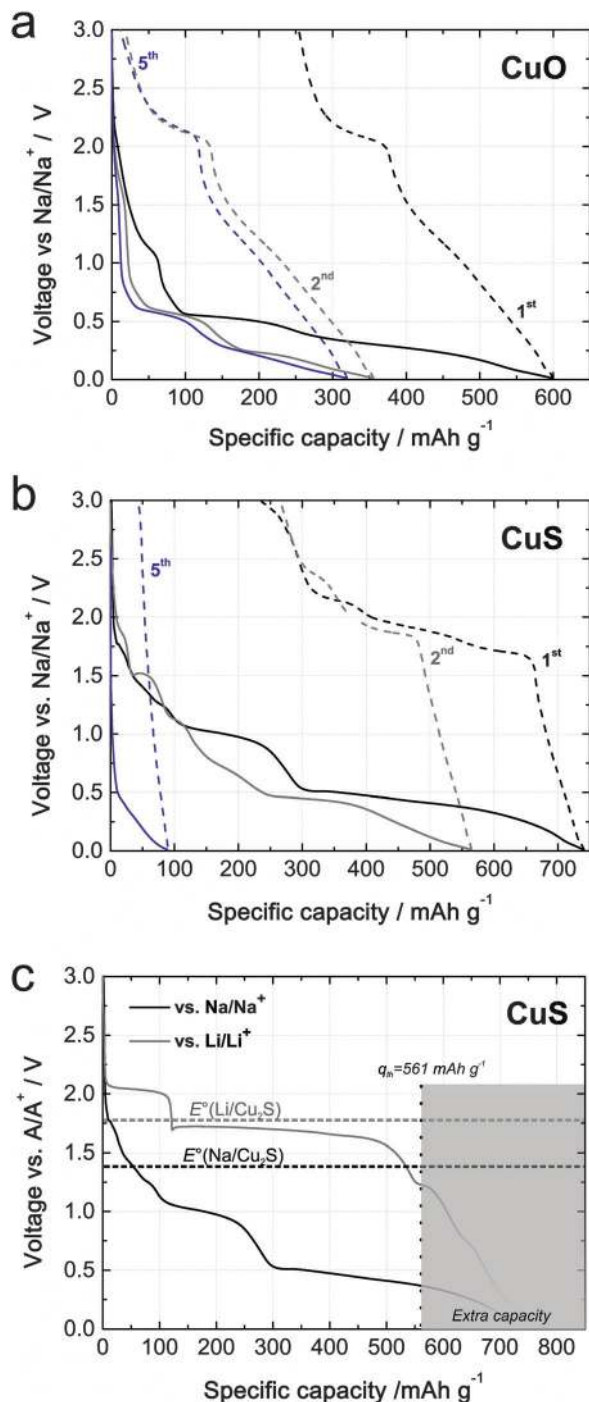 a
CuO
3.0
2.5
2.0
1.5
1.0
0.5
0.0
Voltage vs Na/Na⁺ / V
5ᵗʰ
2ⁿᵈ
1ˢᵗ
0 100 200 300 400 500 600
Specific capacity / mAh g⁻¹
b
CuS
3.0
2.5
2.0
1.5
1.0
0.5
0.0
Voltage vs. Na/Na⁺ / V
5ᵗʰ
2ⁿᵈ
1ˢᵗ
0 100 200 300 400 500 600 700
Specific capacity / mAh g⁻¹
c
CuS
3.0
2.5
2.0
1.5
1.0
0.5
0.0
Voltage vs. A/A⁺ / V
vs. Na/Na⁺
vs. Li/Li⁺
qₜₕ=561 mAh g⁻¹
E°(Li/Cu₂S)
E°(Na/Cu₂S)
Extra capacity
0 100 200 300 400 500 600 700 800
Specific capacity /mAh g⁻¹